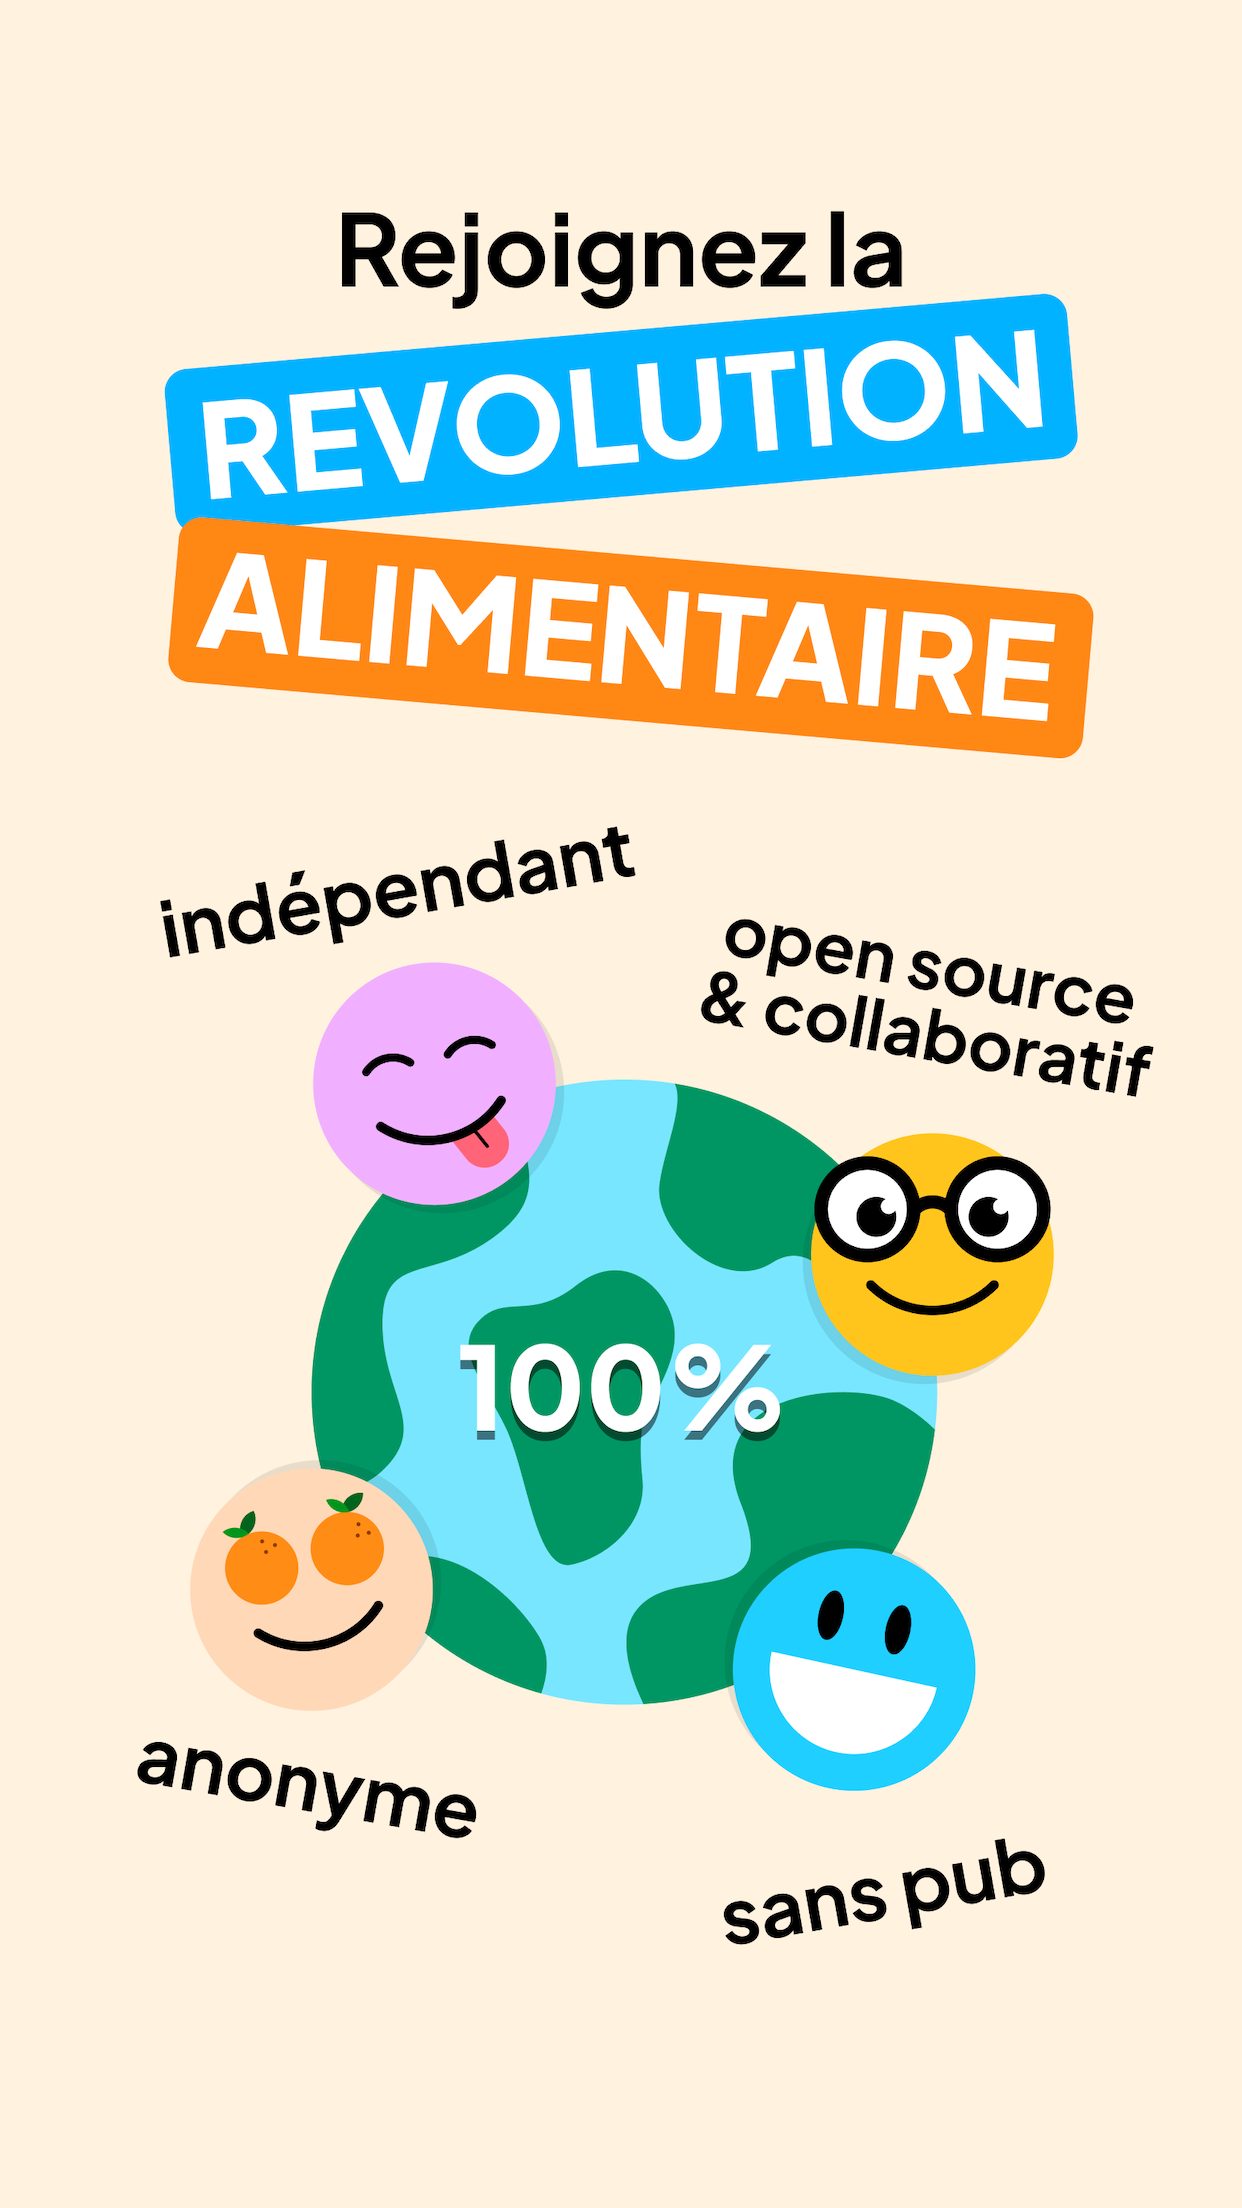 Rejoignez la
REVOLUTION
ALIMENTAIRE
indépendant
open source
& collaboratif
100%
anonyme
sans pub